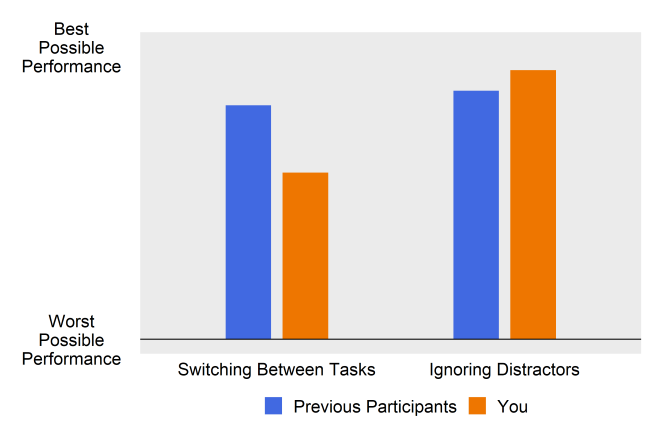 Best
Possible
Performance
Worst
Possible
Performance
Switching Between Tasks
Ignoring Distractors
Previous Participants
You